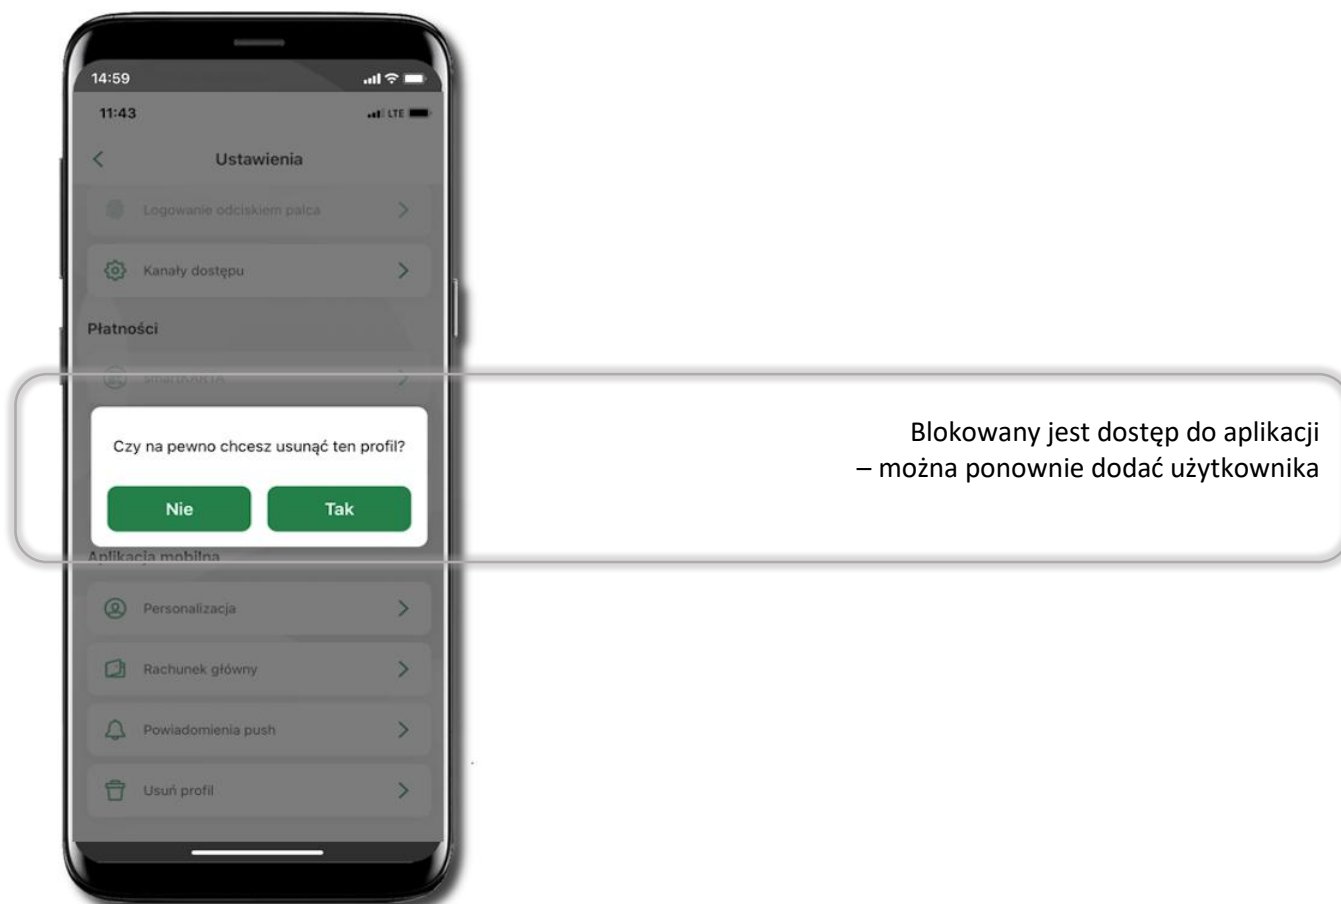 14:59
11:43
LTE
Ustawienia
Logowanie odciskiem palca
Kanały dostępu
Płatności
smartKARTA
Czy na pewno chcesz usunąć ten profil?
Nie
Tak
Blokowany jest dostęp do aplikacji
– można ponownie dodać użytkownika
Aplikacja mobilna
Personalizacja
Rachunek główny
Powiadomienia push
Usuń profil